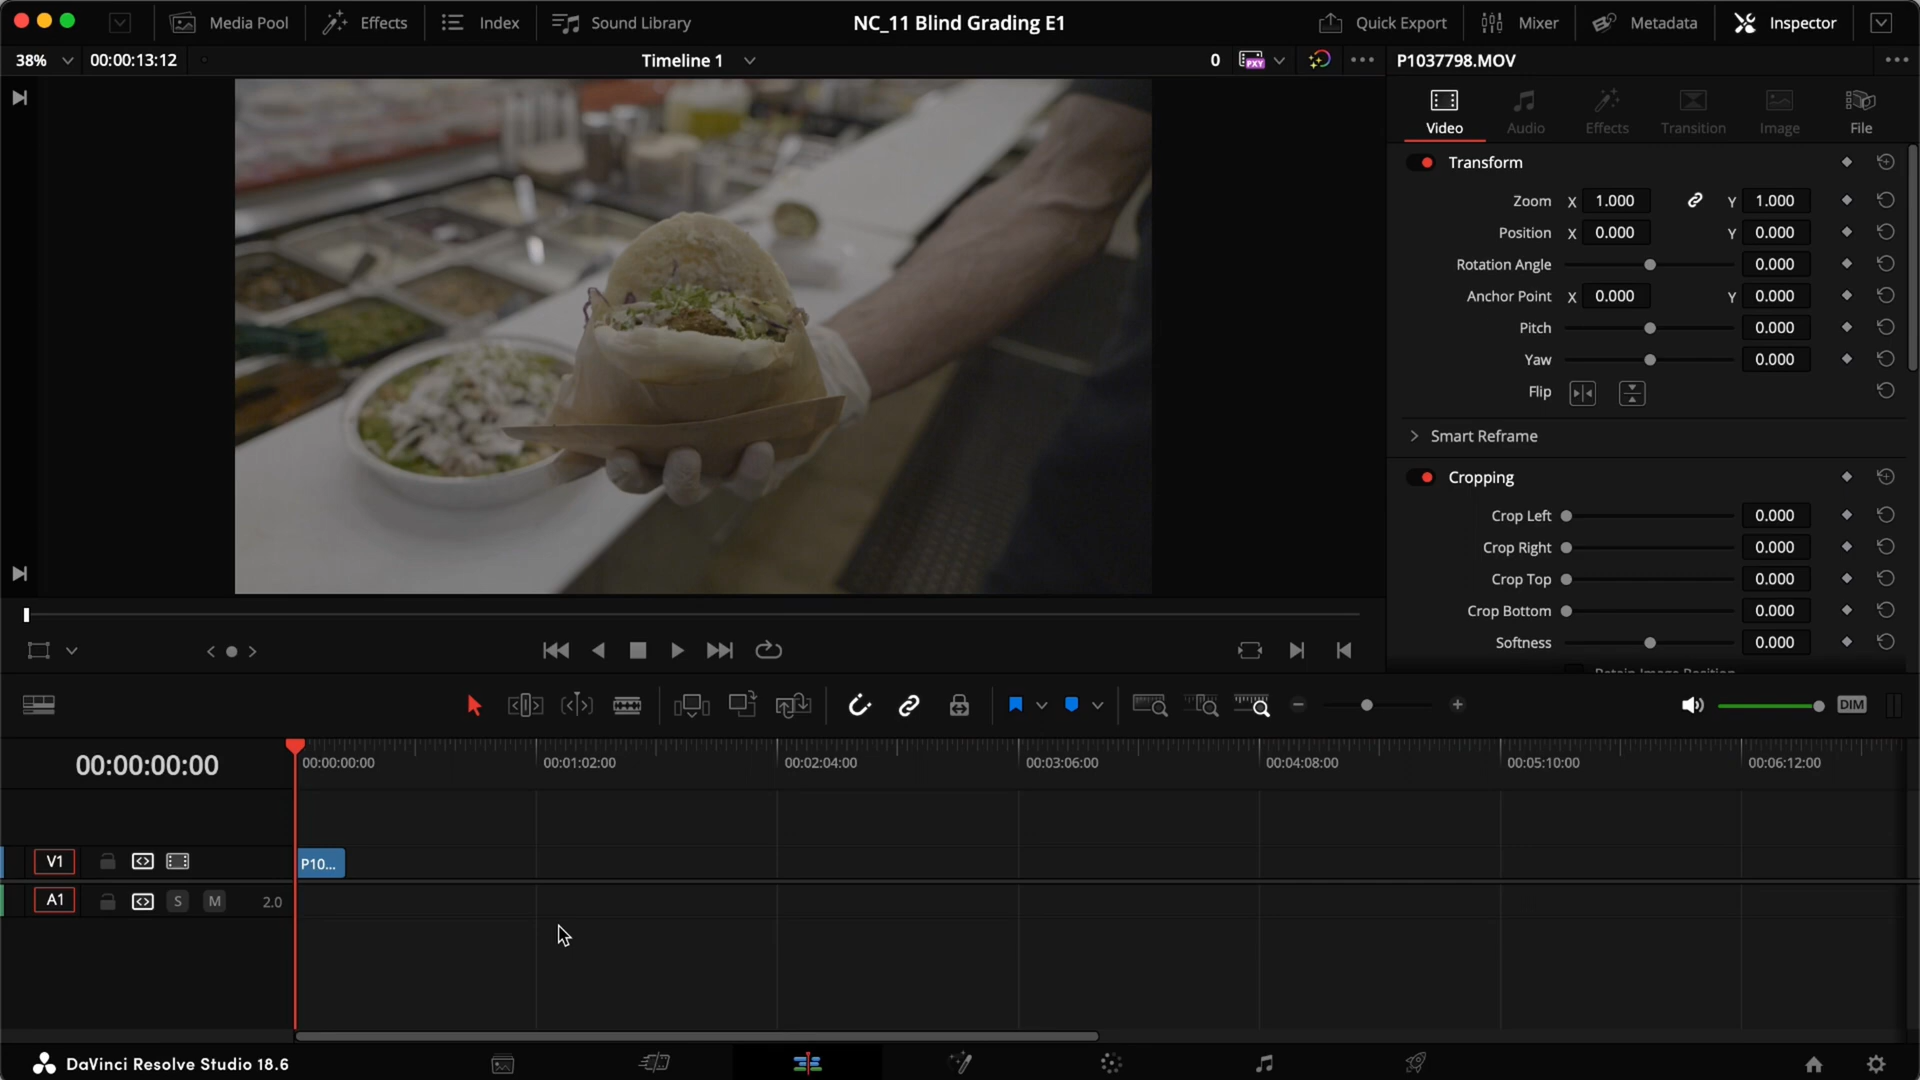 Media Pool Effects Index Sound Library NC_11 Blind Grading E1 Quick Export Mixer Metadata Inspector
38% 00:00:13:12 Timeline 1 0 PXY P1037798.MOV
Video Audio Effects Transition Image File
Transform
Zoom X 1.000 Y 1.000
Position X 0.000 Y 0.000
Rotation Angle 0.000
Anchor Point X 0.000 Y 0.000
Pitch 0.000
Yaw 0.000
Flip
Smart Reframe
Cropping
Crop Left 0.000
Crop Right 0.000
Crop Top 0.000
Crop Bottom 0.000
Softness 0.000
Retain Image Position
DIM
00:00:00:00 00:00:00:00 00:01:02:00 00:02:04:00 00:03:06:00 00:04:08:00 00:05:10:00 00:06:12:00
V1 P10...
A1 S M 2.0
DaVinci Resolve Studio 18.6